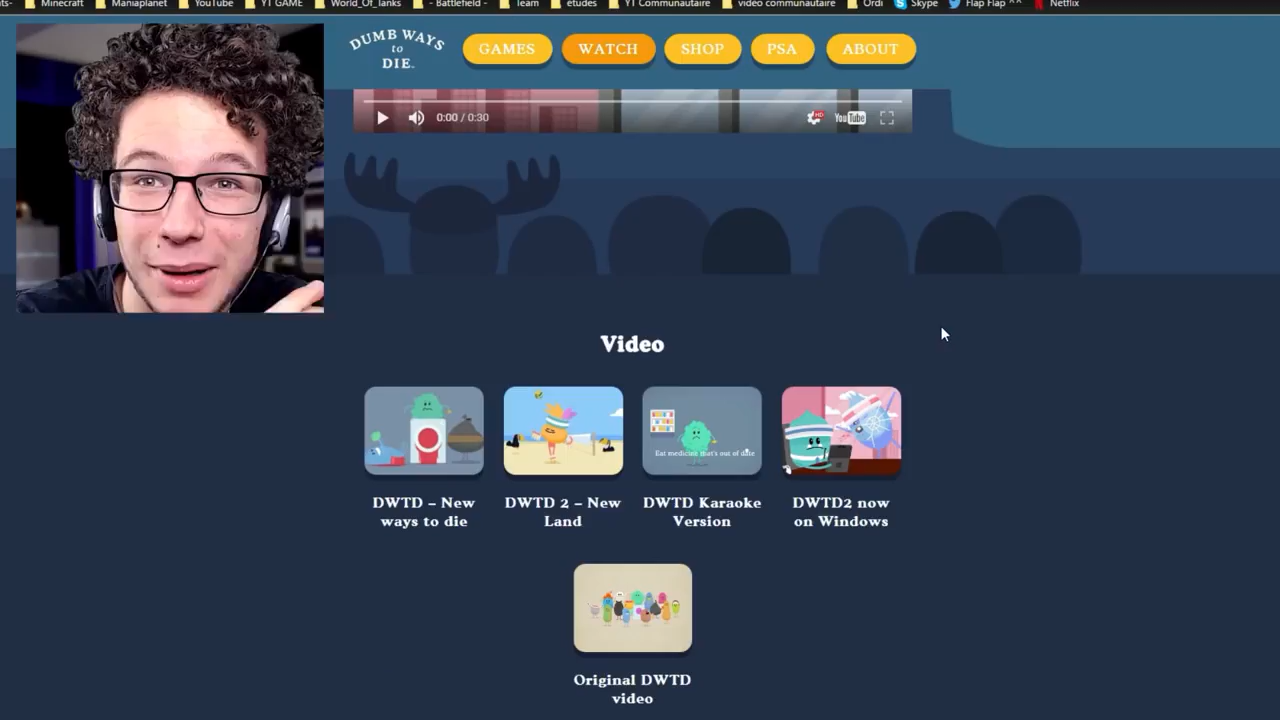 Minecraft Maniaplanet YouTube YT GAME World_Of_Tanks - Battlefield - Team etudes YT Communautaire video communautaire Ordi Skype Flap Flap ^^ Netflix
DUMB WAYS
to
DIE
GAMES WATCH SHOP PSA ABOUT
0:00 / 0:30 HD YouTube
Video
Eat medicine that's out of date
DWTD – New
ways to die
DWTD 2 – New
Land
DWTD Karaoke
Version
DWTD2 now
on Windows
Original DWTD
video